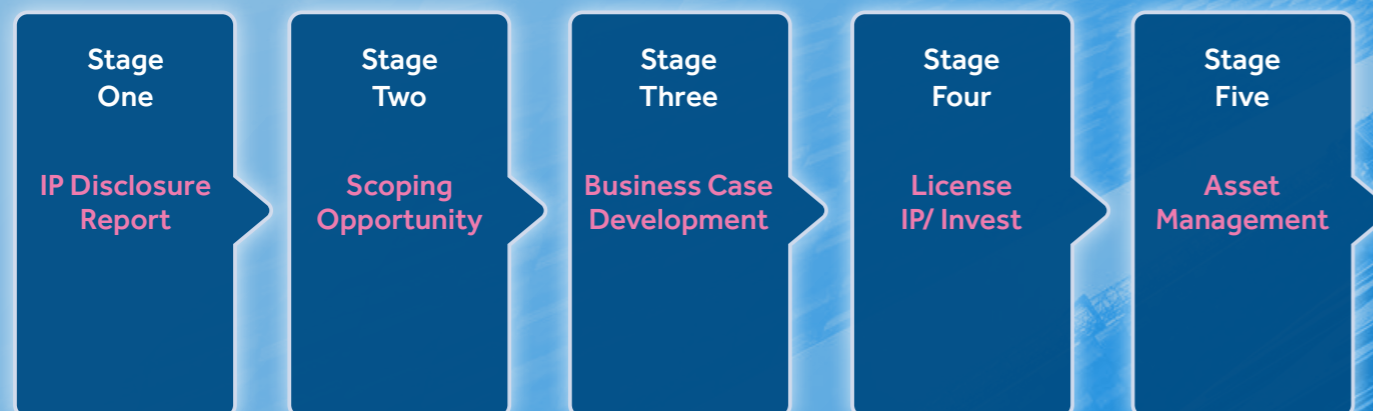 Stage
One
IP Disclosure
Report
Stage
Two
Scoping
Opportunity
Stage
Three
Business Case
Development
Stage
Four
License
IP/ Invest
Stage
Five
Asset
Management